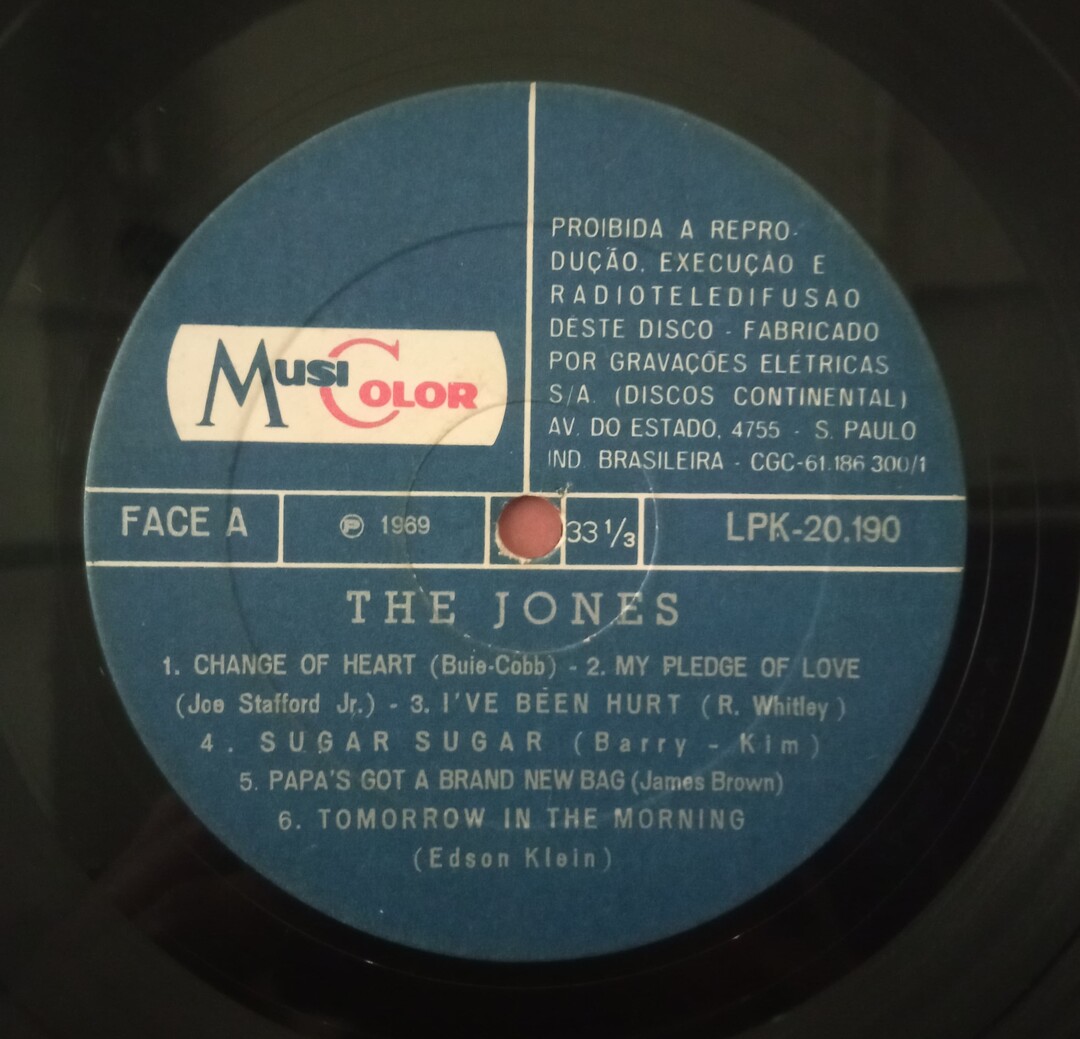 MUSICOLOR
PROIBIDA A REPRO-
DUÇÃO, EXECUÇAO E
RADIOTELEDIFUSAO
DESTE DISCO - FABRICADO
POR GRAVAÇÕES ELÉTRICAS
S/A. (DISCOS CONTINENTAL)
AV. DO ESTADO, 4755 - S. PAULO
IND. BRASILEIRA - CGC-61.186.300/1
FACE A
℗ 1969
33 1/3
LPK-20.190
THE JONES
1. CHANGE OF HEART (Buie-Cobb) - 2. MY PLEDGE OF LOVE
(Joe Stafford Jr.) - 3. I'VE BEEN HURT (R. Whitley)
4. SUGAR SUGAR (Barry - Kim)
5. PAPA'S GOT A BRAND NEW BAG (James Brown)
6. TOMORROW IN THE MORNING
(Edson Klein)